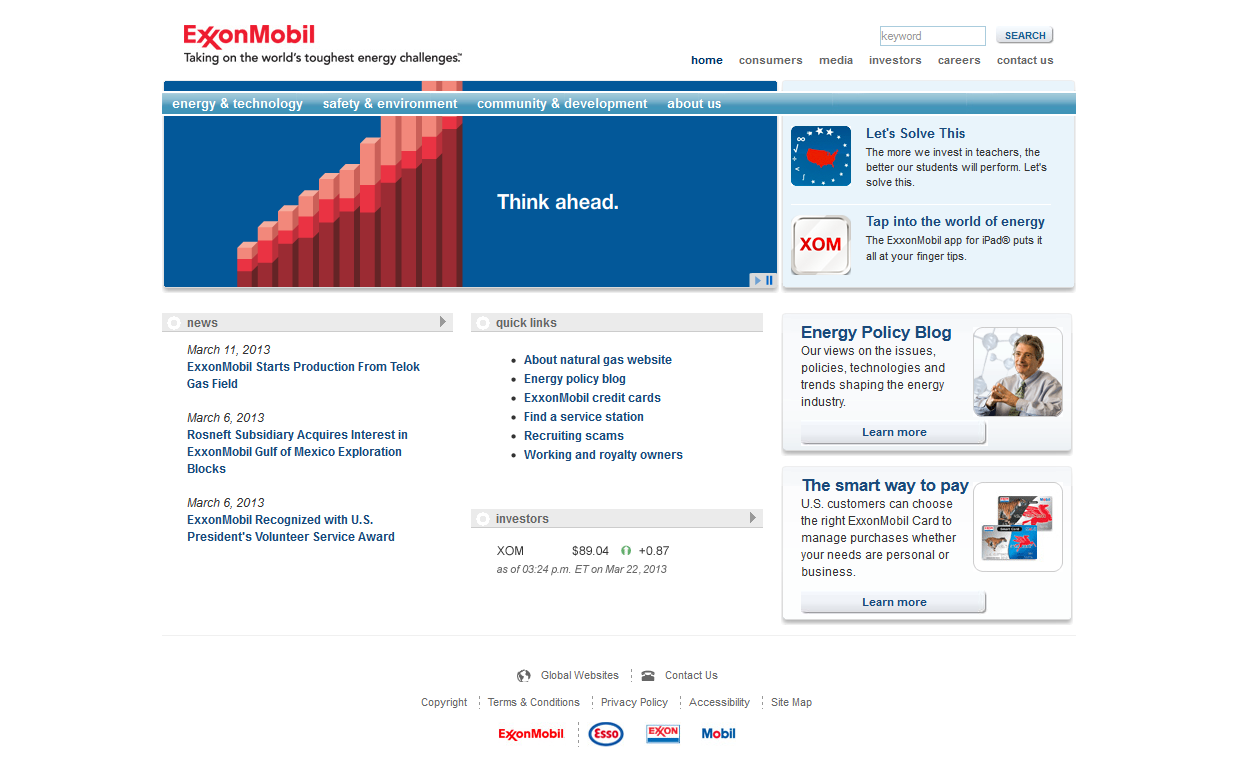 ExxonMobil
Taking on the world's toughest energy challenges.™
keyword
SEARCH
home consumers media investors careers contact us
energy & technology safety & environment community & development about us
Think ahead.
Let's Solve This
The more we invest in teachers, the
better our students will perform. Let's
solve this.
XOM
Tap into the world of energy
The ExxonMobil app for iPad® puts it
all at your finger tips.
news
March 11, 2013
ExxonMobil Starts Production From Telok
Gas Field
March 6, 2013
Rosneft Subsidiary Acquires Interest in
ExxonMobil Gulf of Mexico Exploration
Blocks
March 6, 2013
ExxonMobil Recognized with U.S.
President's Volunteer Service Award
quick links
About natural gas website
Energy policy blog
ExxonMobil credit cards
Find a service station
Recruiting scams
Working and royalty owners
investors
XOM $89.04 +0.87
as of 03:24 p.m. ET on Mar 22, 2013
Energy Policy Blog
Our views on the issues,
policies, technologies and
trends shaping the energy
industry.
Learn more
The smart way to pay
U.S. customers can choose
the right ExxonMobil Card to
manage purchases whether
your needs are personal or
business.
Learn more
Global Websites Contact Us
Copyright Terms & Conditions Privacy Policy Accessibility Site Map
ExxonMobil Esso EXXON Mobil